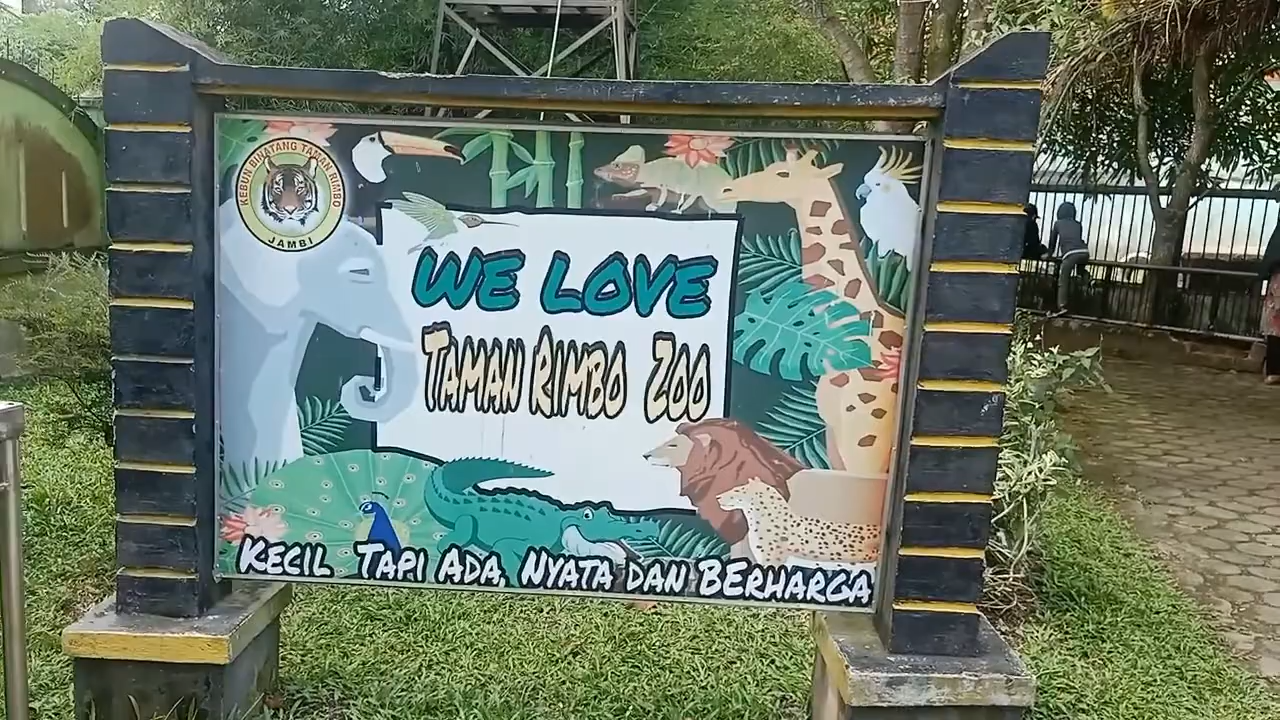 KEBUN BINATANG TAMAN RIMBO
JAMBI
WE LOVE
TAMAN RIMBO ZOO
KECIL TAPI ADA, NYATA DAN BERHARGA